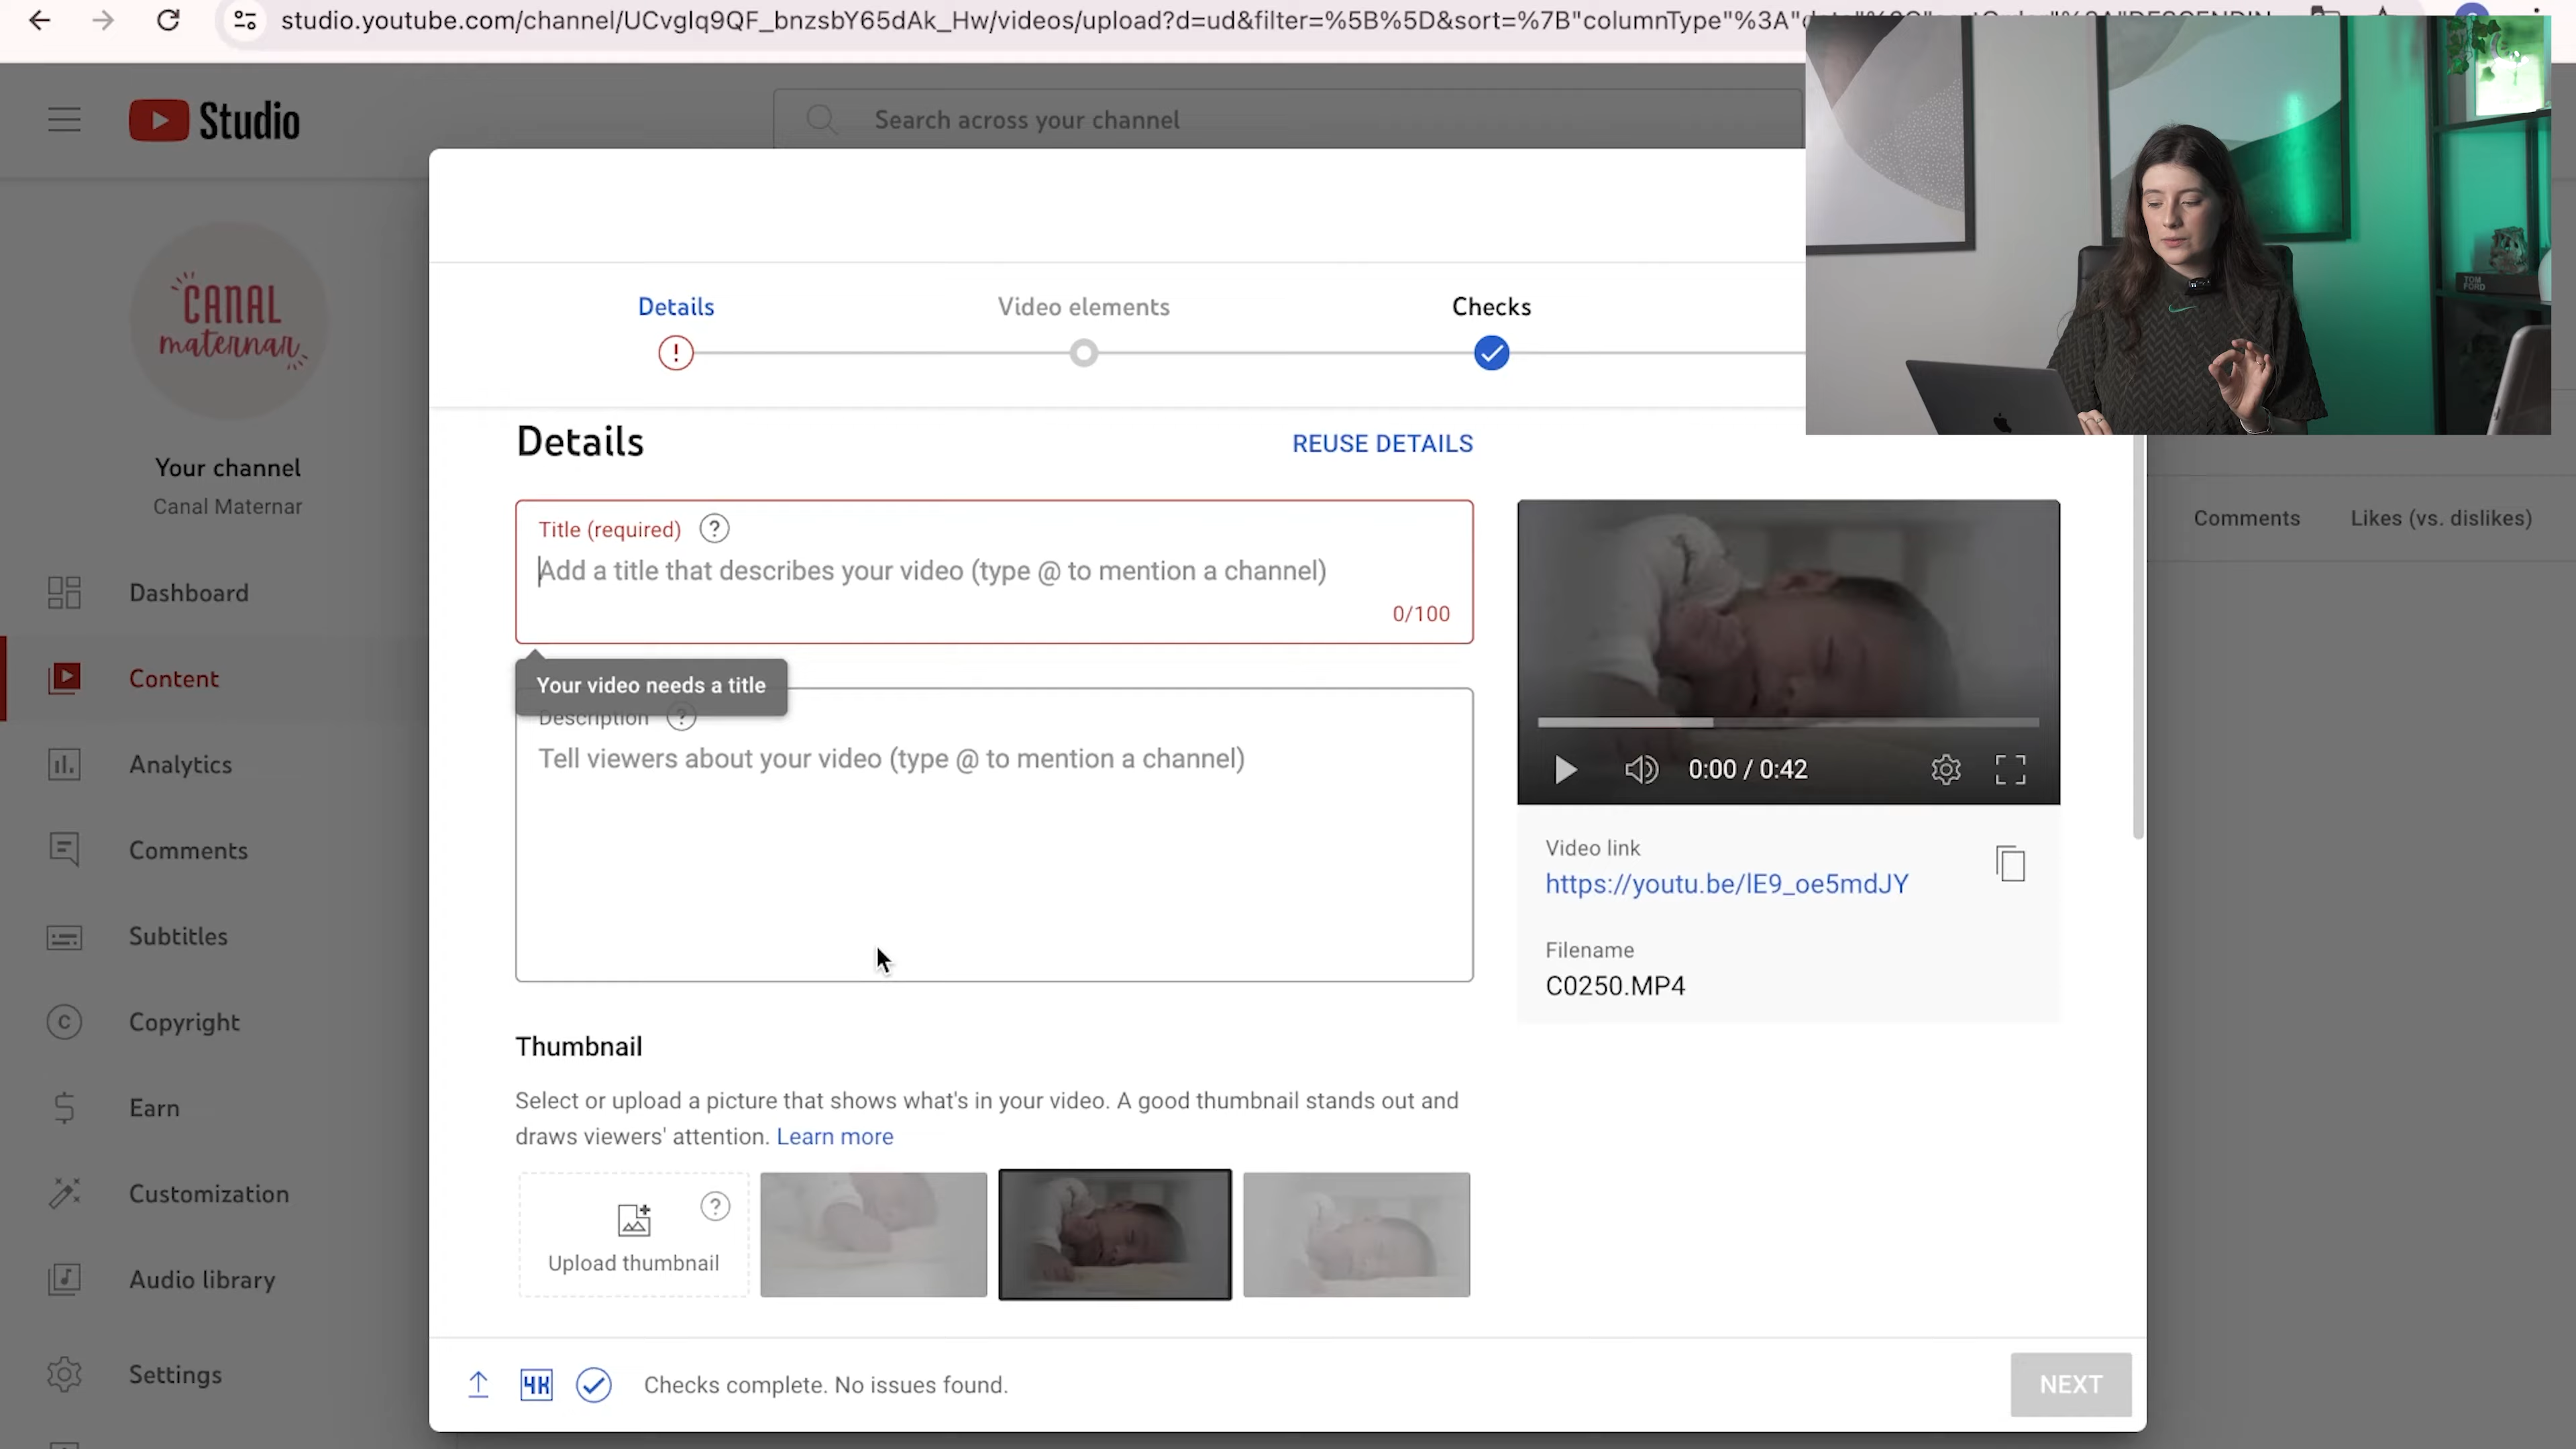 studio.youtube.com/channel/UCvglq9QF_bnzsbY65dAk_Hw/videos/upload?d=ud&filter=%5B%5D&sort=%7B"columnType"%3A"
Studio
Search across your channel
CANAL
maternar
Your channel
Canal Maternar
Dashboard
Content
Analytics
Comments
Subtitles
Copyright
Earn
Customization
Audio library
Settings
Details
Video elements
Checks
Details
REUSE DETAILS
Title (required)
Add a title that describes your video (type @ to mention a channel)
0/100
Your video needs a title
Description
Tell viewers about your video (type @ to mention a channel)
Thumbnail
Select or upload a picture that shows what's in your video. A good thumbnail stands out and
draws viewers' attention. Learn more
Upload thumbnail
0:00 / 0:42
Video link
https://youtu.be/lE9_oe5mdJY
Filename
C0250.MP4
4K
Checks complete. No issues found.
NEXT
Comments
Likes (vs. dislikes)
TOM
FORD